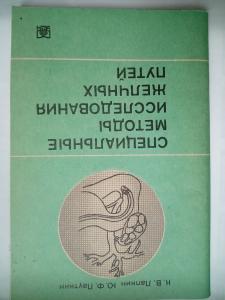 К. В. Лапкин Ю. Ф. Пауткин
СПЕЦИАЛЬНЫЕ
МЕТОДЫ
ИССЛЕДОВАНИЯ
ЖЕЛЧНЫХ
ПУТЕЙ